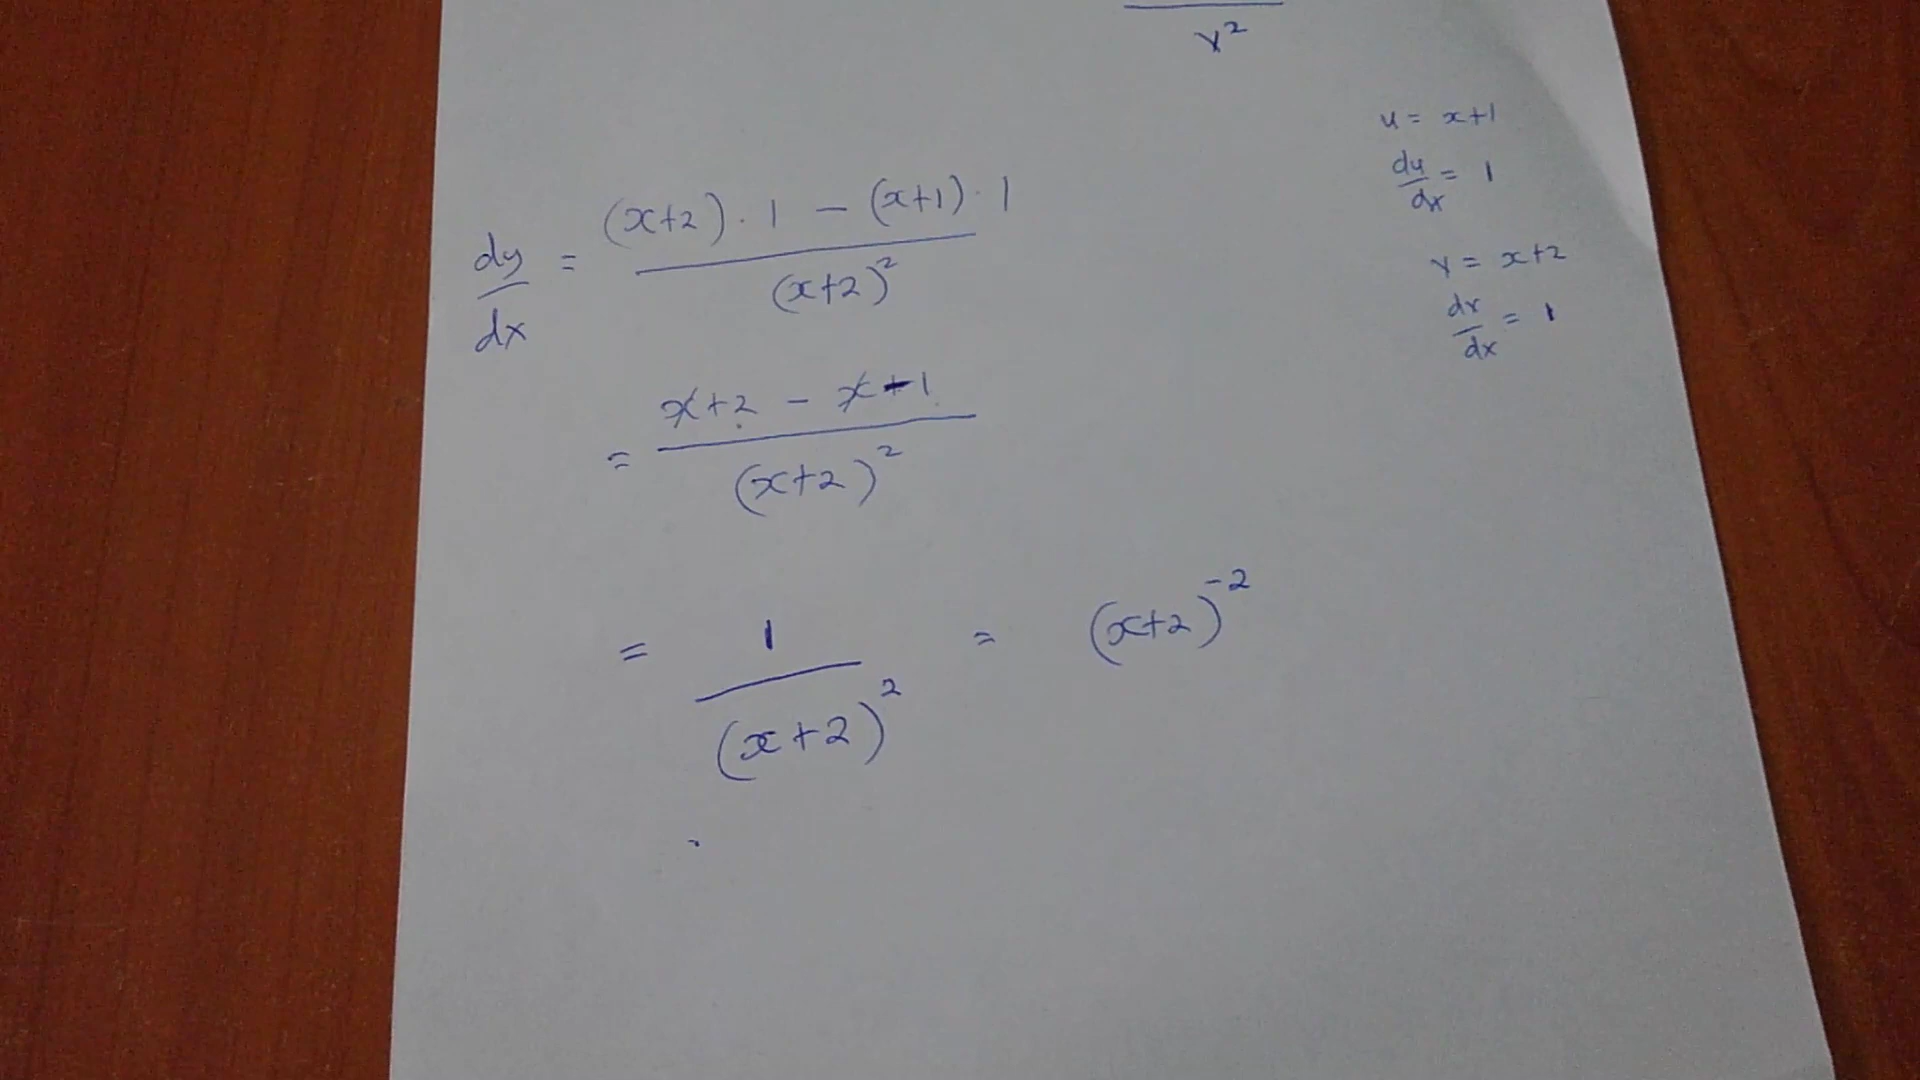 v²
u = x+1
du/dx = 1
v = x+2
dv/dx = 1
dy/dx = (x+2)·1 − (x+1)·1 / (x+2)²
= x+2 − x−1 / (x+2)²
= 1 / (x+2)² = (x+2)⁻²